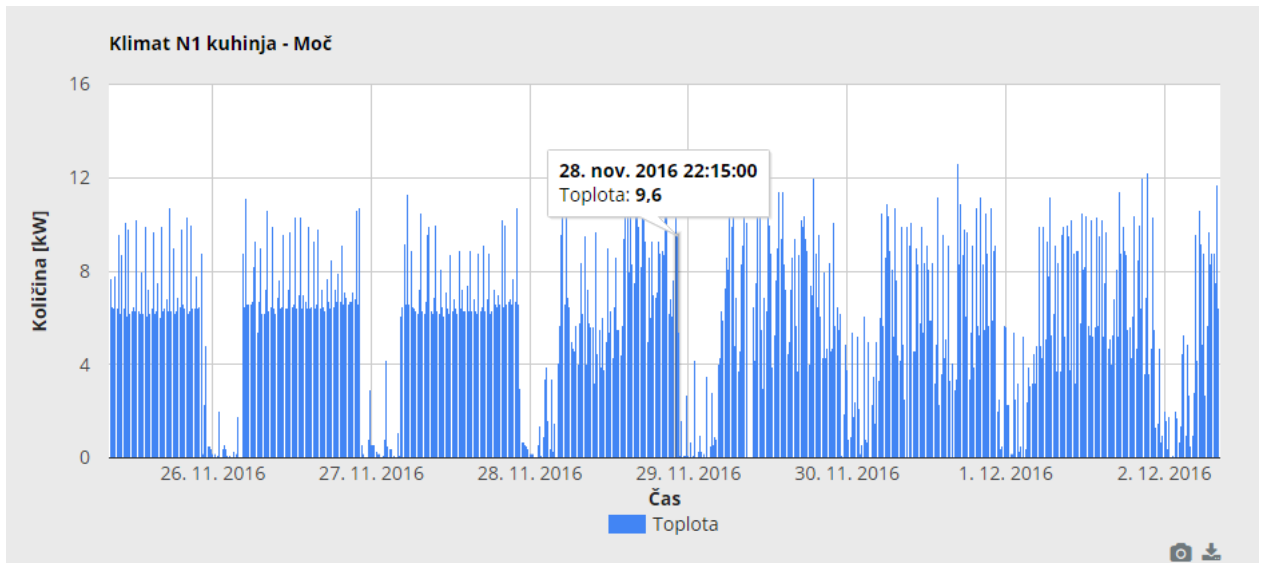 Klimat N1 kuhinja - Moč
16
12
8
4
0
Količina [kW]
28. nov. 2016 22:15:00
Toplota: 9,6
26. 11. 2016 27. 11. 2016 28. 11. 2016 29. 11. 2016 30. 11. 2016 1. 12. 2016 2. 12. 2016
Čas
Toplota